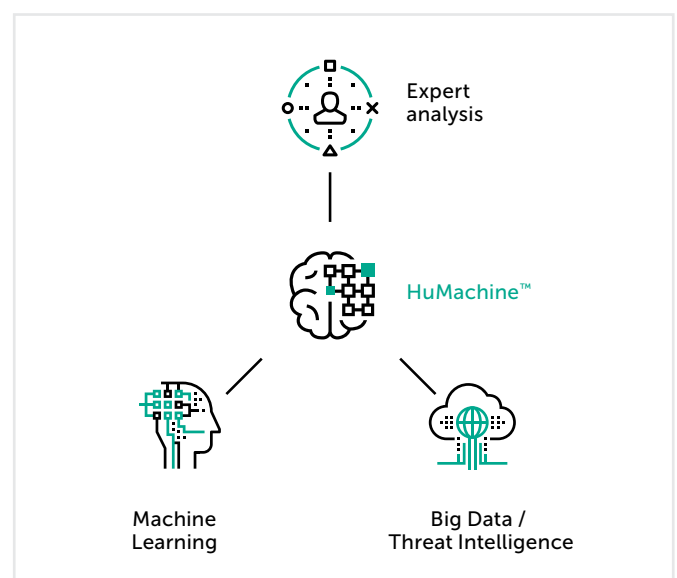 Expert
analysis
HuMachine™
Machine
Learning
Big Data /
Threat Intelligence